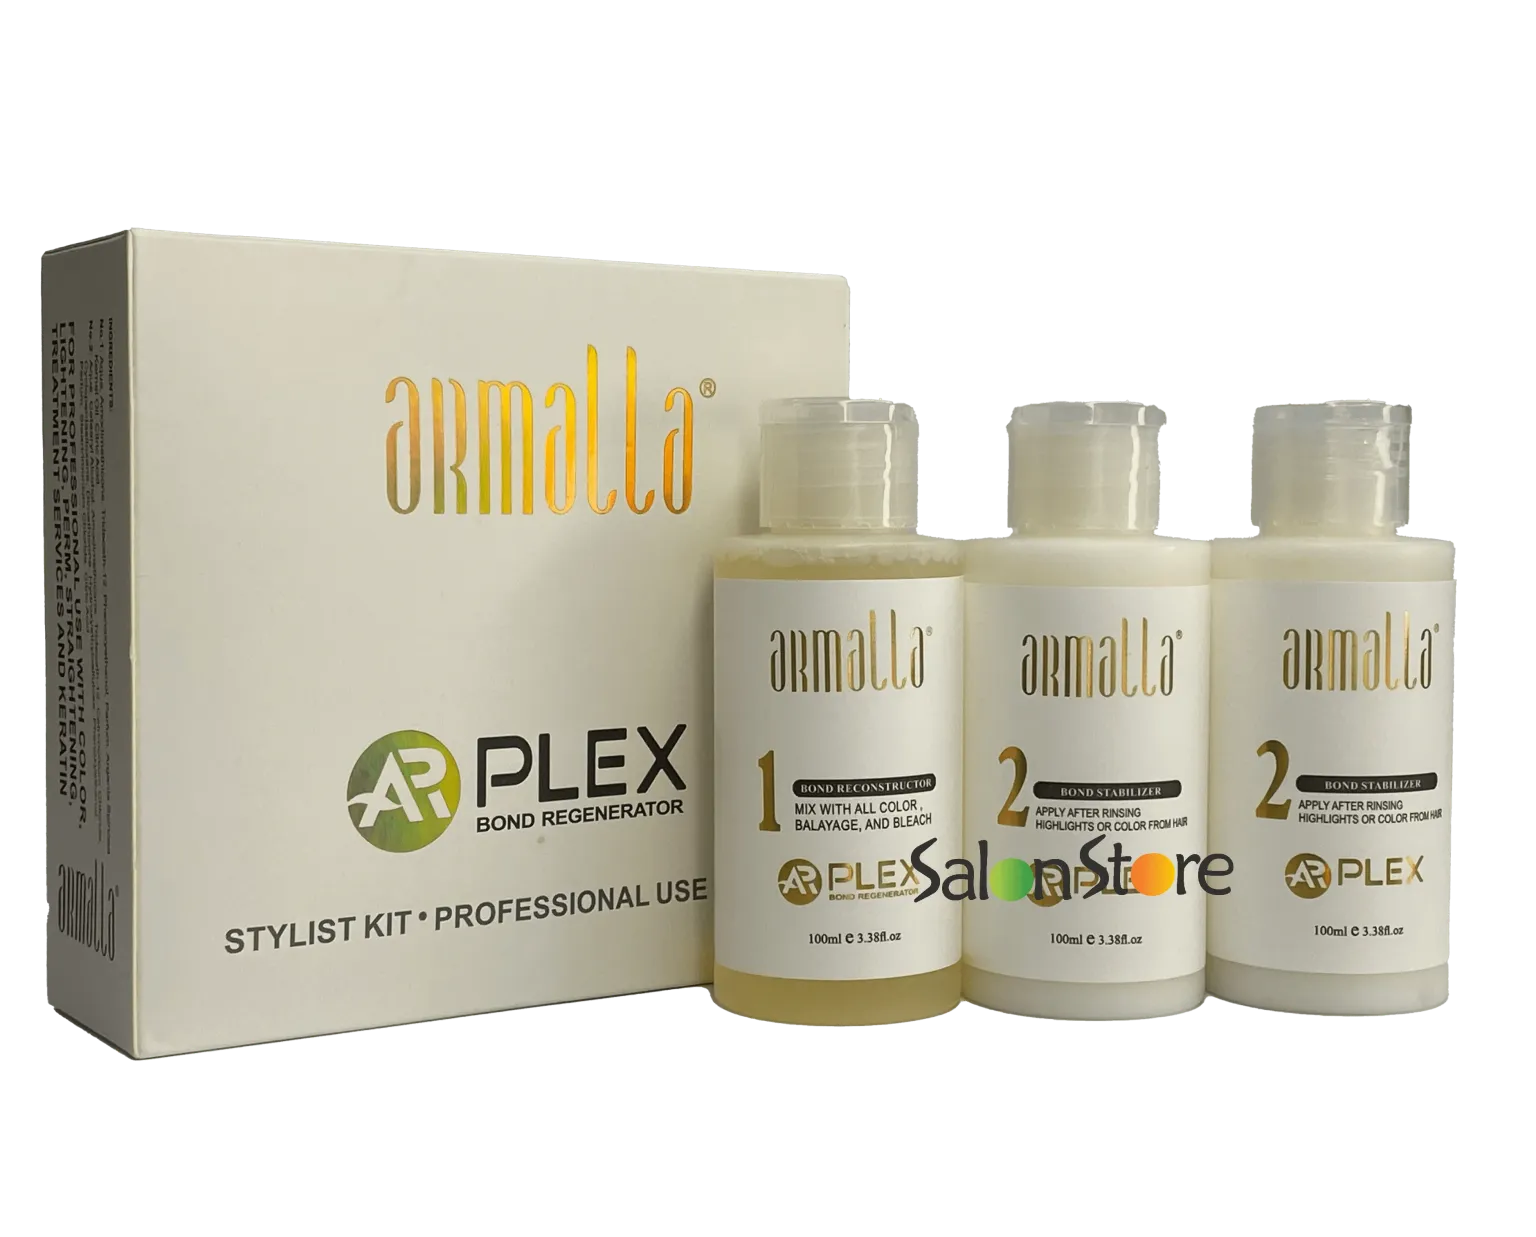 INGREDIENTS:
FOR PROFESSIONAL USE WITH COLOR,
LIGHTENING, PERM, STRAIGHTENING,
TREATMENT SERVICES AND KERATIN
armalla®
armalla®
AR PLEX
BOND REGENERATOR
STYLIST KIT • PROFESSIONAL USE
armalla®
1
BOND RECONSTRUCTOR
MIX WITH ALL COLOR ,
BALAYAGE, AND BLEACH
AR PLEX
BOND REGENERATOR
100ml e 3.38fl.oz
armalla®
2
BOND STABILIZER
APPLY AFTER RINSING
HIGHLIGHTS OR COLOR FROM HAIR
AR PLEX
100ml e 3.38fl.oz
armalla®
2
BOND STABILIZER
APPLY AFTER RINSING
HIGHLIGHTS OR COLOR FROM HAIR
AR PLEX
100ml e 3.38fl.oz
SalonStore